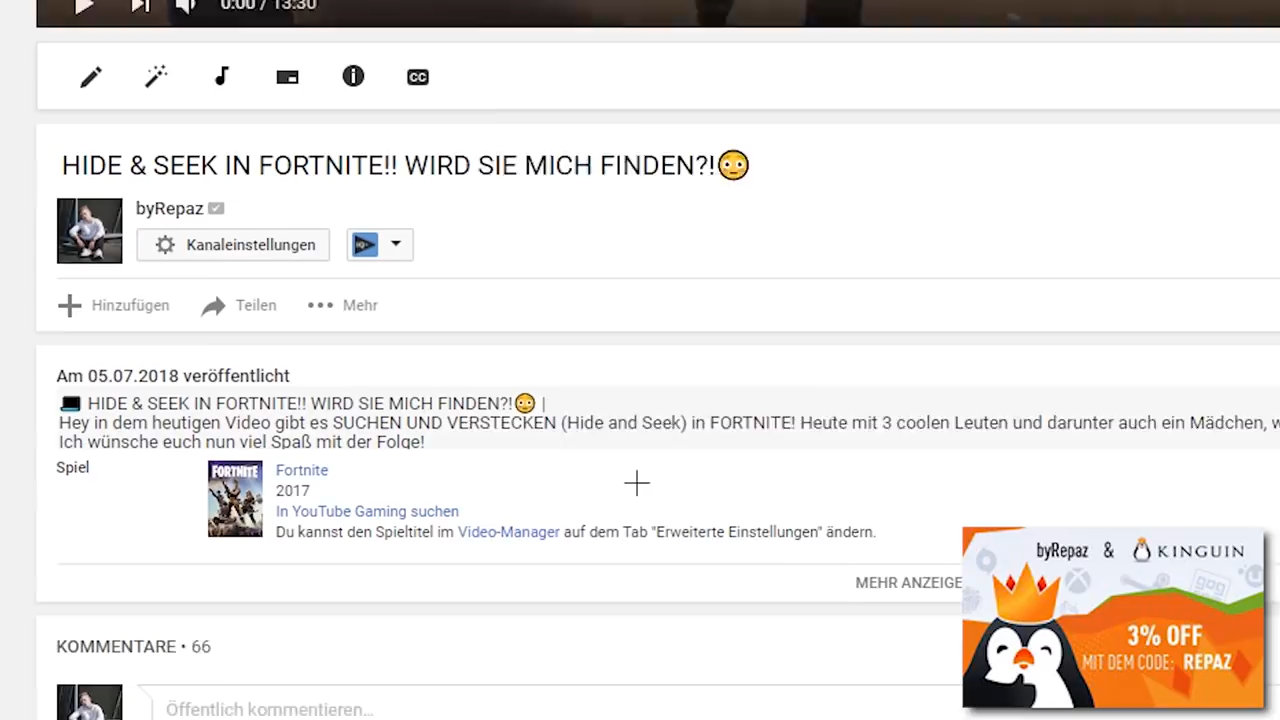 0:00 / 13:30
CC
HIDE & SEEK IN FORTNITE!! WIRD SIE MICH FINDEN?!😳
byRepaz
Kanaleinstellungen
Hinzufügen
Teilen
Mehr
Am 05.07.2018 veröffentlicht
💻 HIDE & SEEK IN FORTNITE!! WIRD SIE MICH FINDEN?!😳 |
Hey in dem heutigen Video gibt es SUCHEN UND VERSTECKEN (Hide and Seek) in FORTNITE! Heute mit 3 coolen Leuten und darunter auch ein Mädchen, w
Ich wünsche euch nun viel Spaß mit der Folge!
Spiel
FORTNITE
Fortnite
2017
In YouTube Gaming suchen
Du kannst den Spieltitel im Video-Manager auf dem Tab "Erweiterte Einstellungen" ändern.
MEHR ANZEIGE
byRepaz & KINGUIN
3% OFF
MIT DEM CODE: REPAZ
KOMMENTARE • 66
Öffentlich kommentieren...